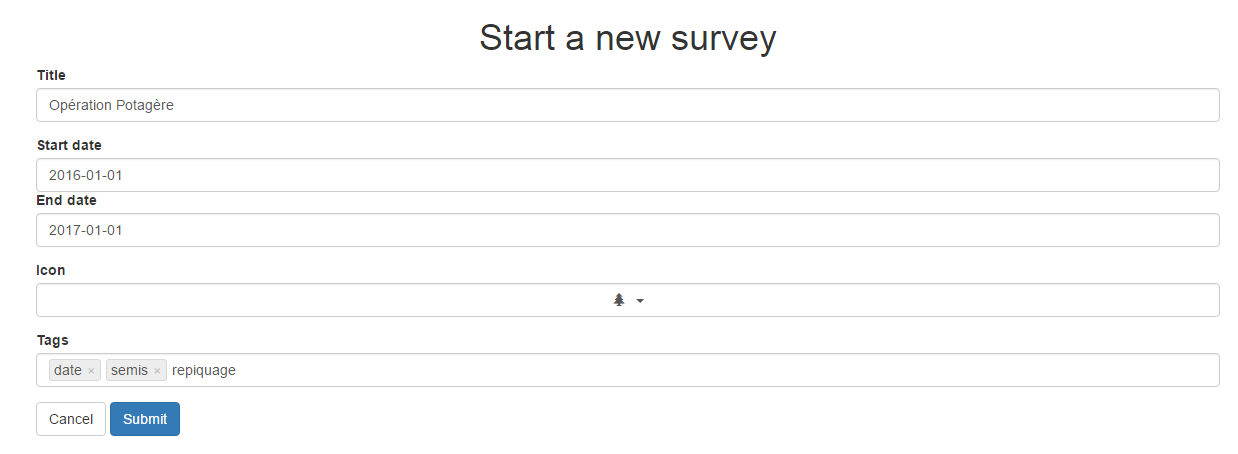 Start a new survey
Title
Opération Potagère
Start date
2016-01-01
End date
2017-01-01
Icon
Tags
date × semis × repiquage
Cancel Submit